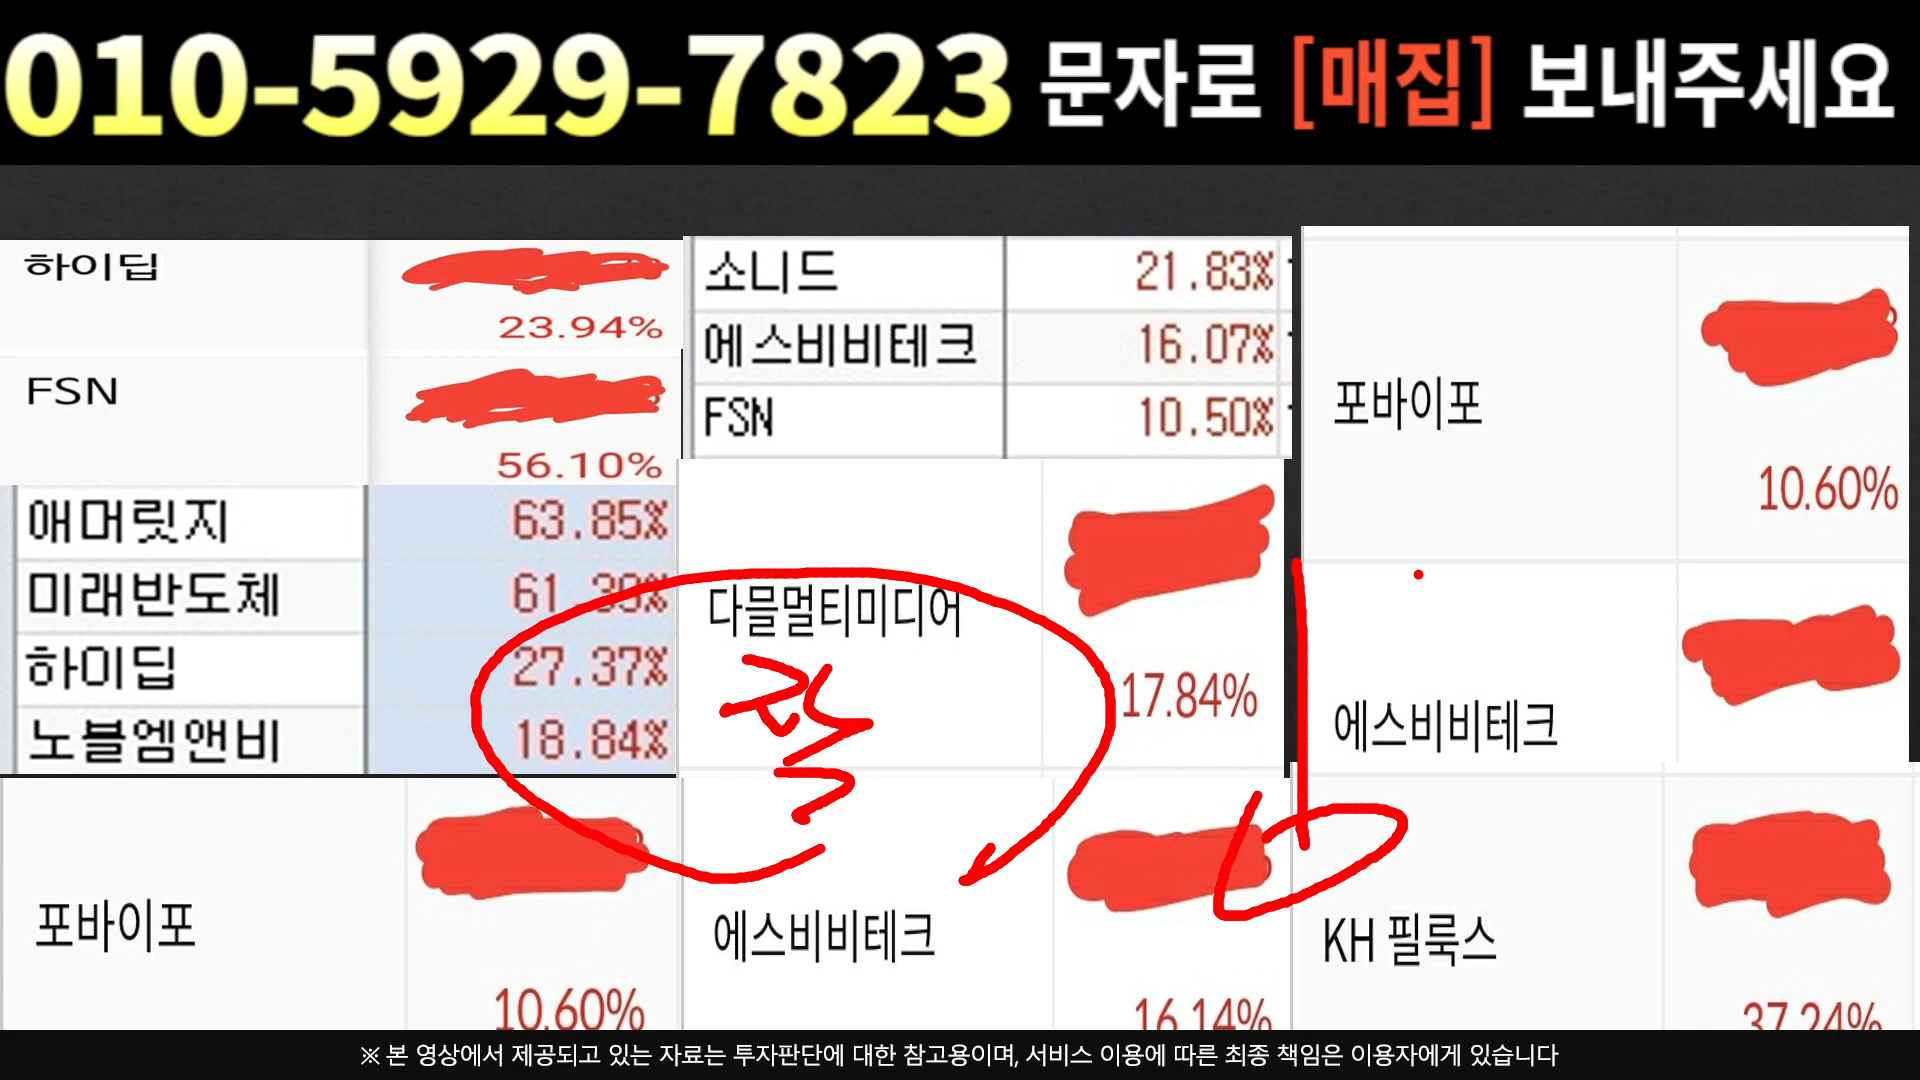 010-5929-7823 문자로 [매집] 보내주세요
하이딥
23.94%
FSN
56.10%
애머릿지 63.85%
미래반도체 61.39%
하이딥 27.37%
노블엠앤비 18.84%
소니드 21.83%
에스비비테크 16.07%
FSN 10.50%
다믈멀티미디어
17.84%
포바이포
10.60%
에스비비테크
포바이포
10.60%
에스비비테크
16.14%
KH 필룩스
37.24%
※ 본 영상에서 제공되고 있는 자료는 투자판단에 대한 참고용이며, 서비스 이용에 따른 최종 책임은 이용자에게 있습니다